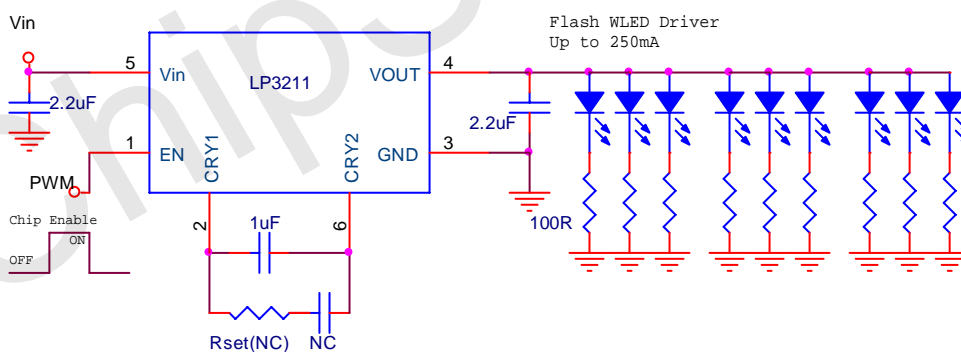 Vin
Flash WLED Driver
Up to 250mA
5
Vin
LP3211
VOUT
4
2.2uF
2.2uF
1
EN
CRY1
CRY2
GND
3
PWM
Chip Enable
ON
OFF
2
1uF
6
100R
Rset(NC)
NC